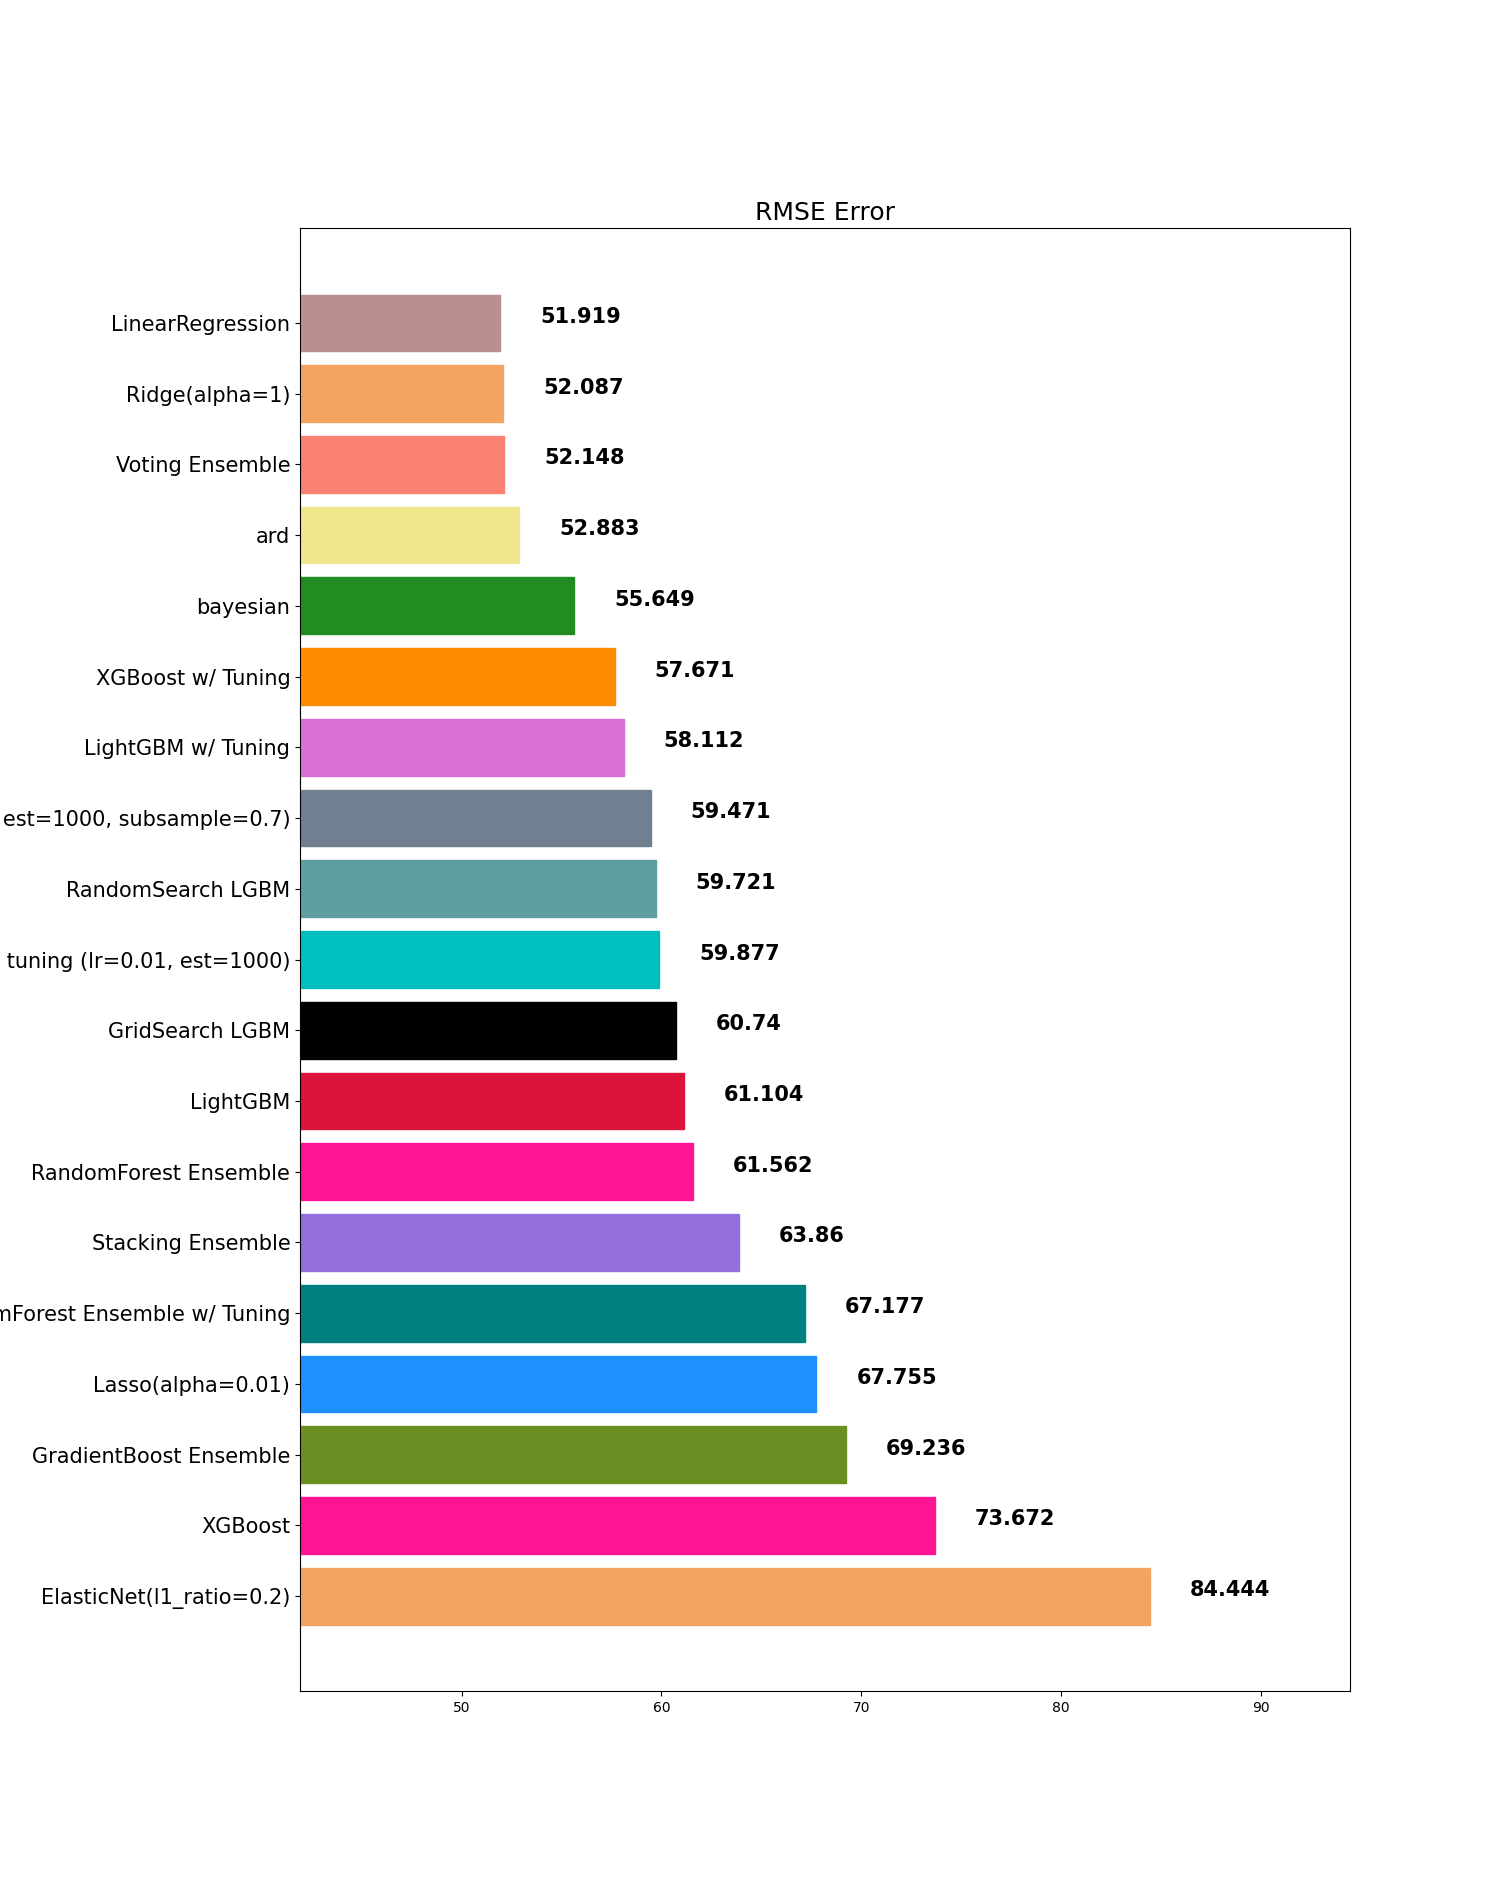 RMSE Error
LinearRegression 51.919
Ridge(alpha=1) 52.087
Voting Ensemble 52.148
ard 52.883
bayesian 55.649
XGBoost w/ Tuning 57.671
LightGBM w/ Tuning 58.112
est=1000, subsample=0.7) 59.471
RandomSearch LGBM 59.721
tuning (lr=0.01, est=1000) 59.877
GridSearch LGBM 60.74
LightGBM 61.104
RandomForest Ensemble 61.562
Stacking Ensemble 63.86
mForest Ensemble w/ Tuning 67.177
Lasso(alpha=0.01) 67.755
GradientBoost Ensemble 69.236
XGBoost 73.672
ElasticNet(l1_ratio=0.2) 84.444
50 60 70 80 90